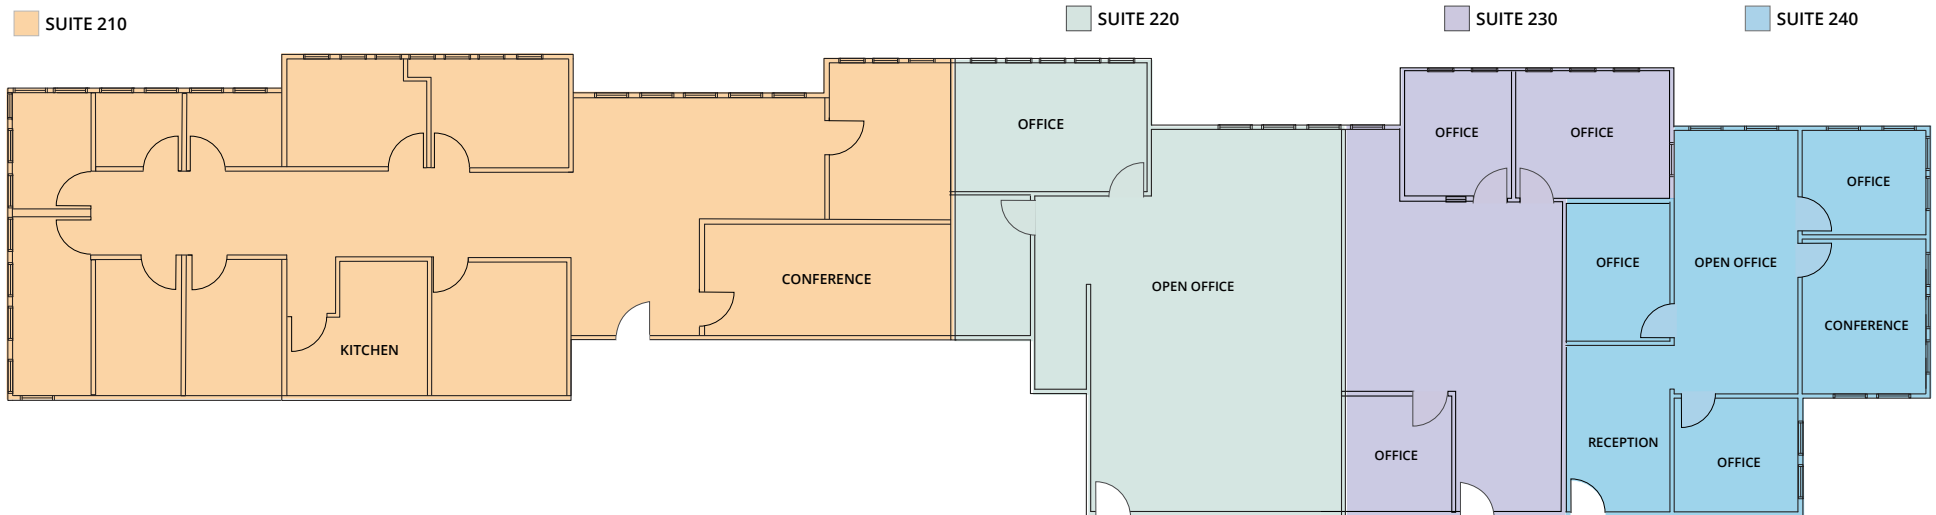 SUITE 210
SUITE 220
SUITE 230
SUITE 240
OFFICE
OFFICE
OFFICE
OFFICE
OFFICE
OPEN OFFICE
CONFERENCE
OPEN OFFICE
CONFERENCE
KITCHEN
RECEPTION
OFFICE
OFFICE